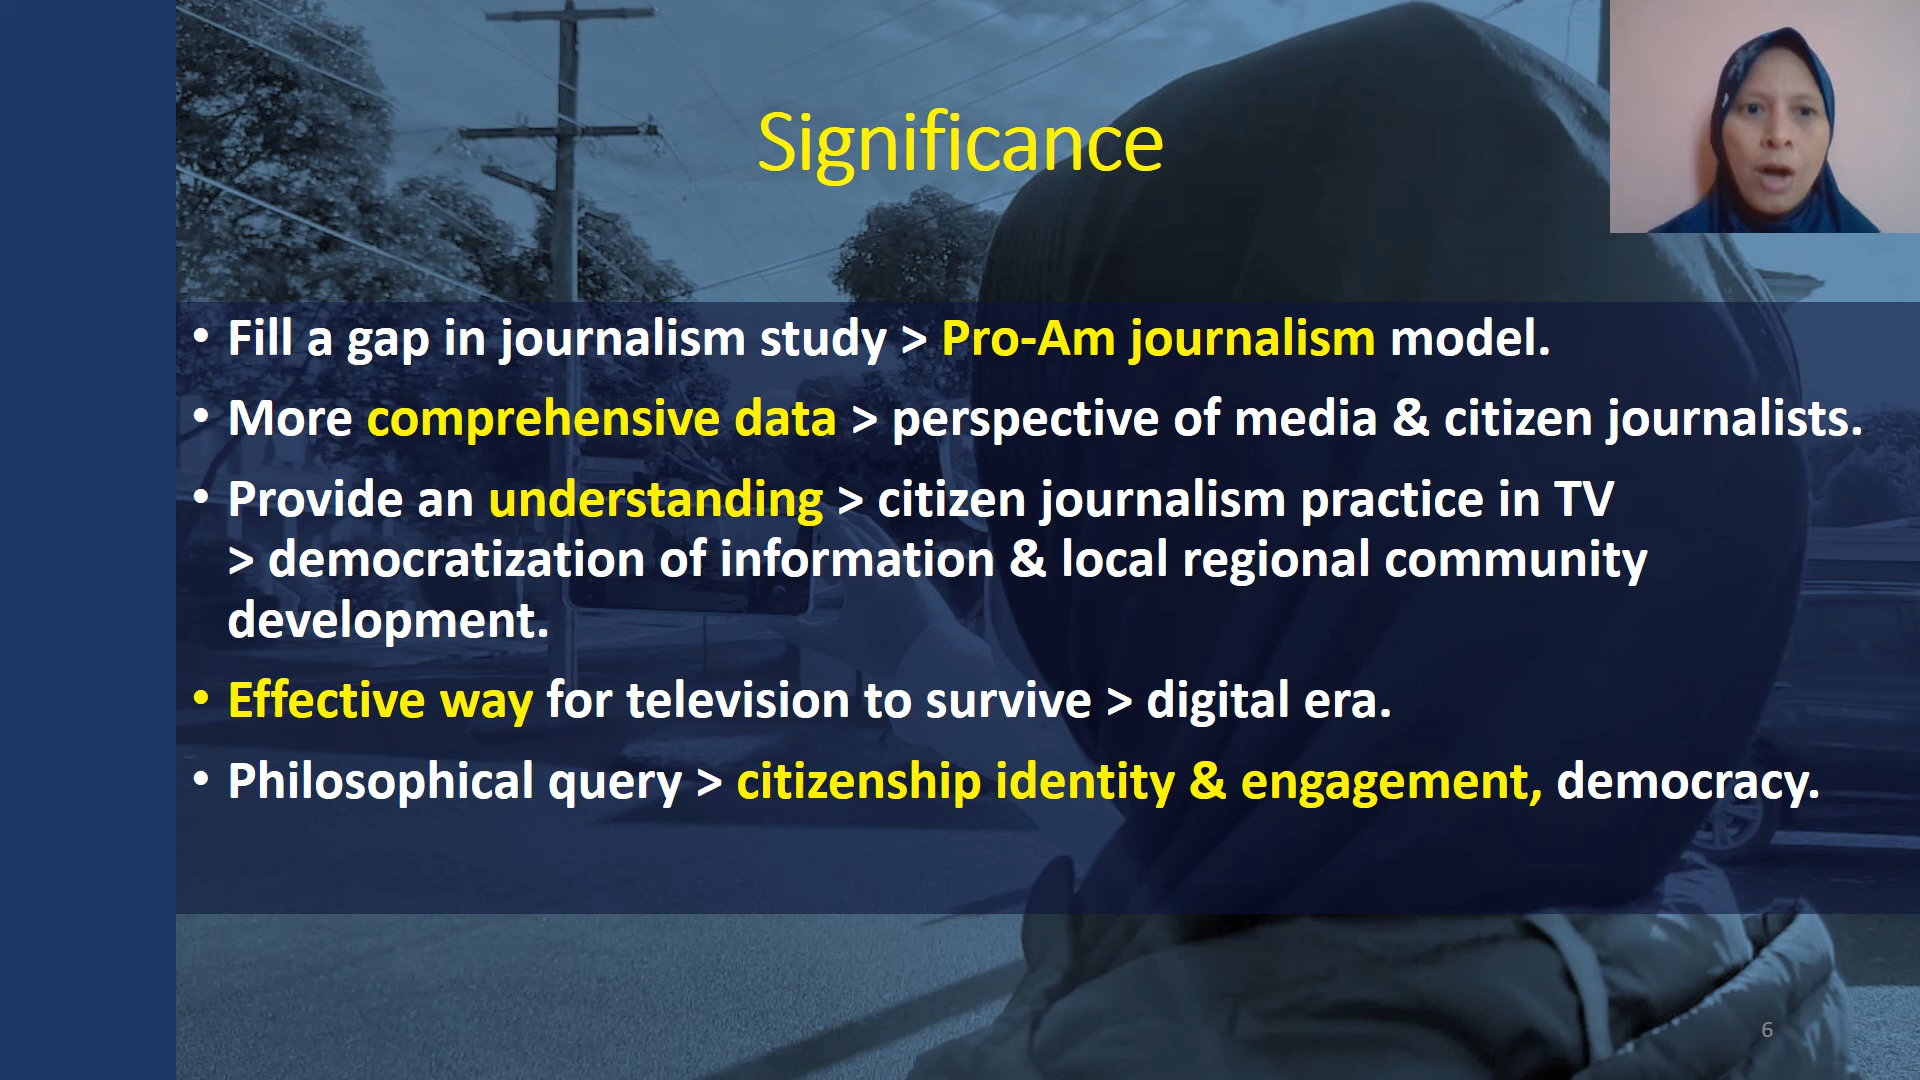 Significance
• Fill a gap in journalism study > Pro-Am journalism model.
• More comprehensive data > perspective of media & citizen journalists.
• Provide an understanding > citizen journalism practice in TV
> democratization of information & local regional community
development.
• Effective way for television to survive > digital era.
• Philosophical query > citizenship identity & engagement, democracy.
6